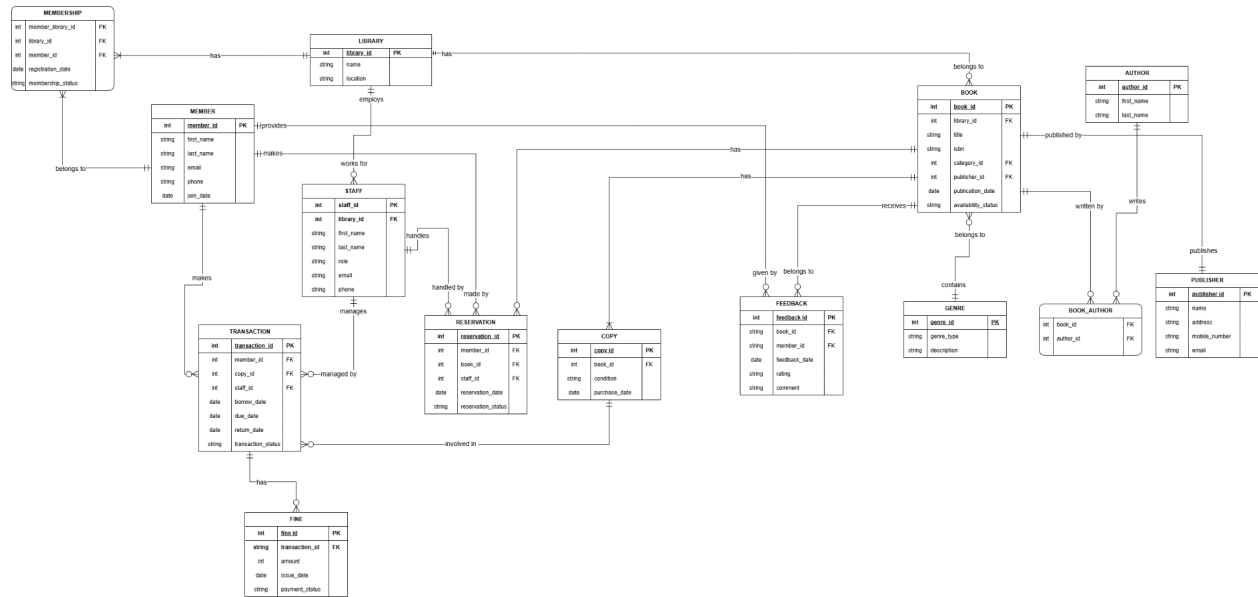 MEMBERSHIP
int member_library_id PK
int library_id FK
int member_id FK
date registration_date
string membership_status
has
LIBRARY
int library_id PK
string name
string location
has
employs
belongs to
MEMBER
int member_id PK
string first_name
string last_name
string email
string phone
date join_date
provides
makes
belongs to
makes
works for
STAFF
int staff_id PK
int library_id FK
string first_name
string last_name
string role
string email
string phone
handles
manages
handled by
made by
has
has
receives
given by
belongs to
BOOK
int book_id PK
int library_id FK
string title
string isbn
int category_id FK
int publisher_id FK
date publication_date
string availability_status
published by
written by
belongs to
contains
AUTHOR
int author_id PK
string first_name
string last_name
writes
publishes
PUBLISHER
int publisher_id PK
string name
string address
string mobile_number
string email
GENRE
int genre_id PK
string genre_type
string description
BOOK_AUTHOR
int book_id FK
int author_id FK
FEEDBACK
int feedback_id PK
string book_id FK
string member_id FK
date feedback_date
string rating
string comment
COPY
int copy_id PK
int book_id FK
string condition
date purchase_date
RESERVATION
int reservation_id PK
int member_id FK
int book_id FK
int staff_id FK
date reservation_date
string reservation_status
TRANSACTION
int transaction_id PK
int member_id FK
int copy_id FK
int staff_id FK
date borrow_date
date due_date
date return_date
string transaction_status
managed by
involved in
has
FINE
int fine_id PK
string transaction_id FK
int amount
date issue_date
string payment_status